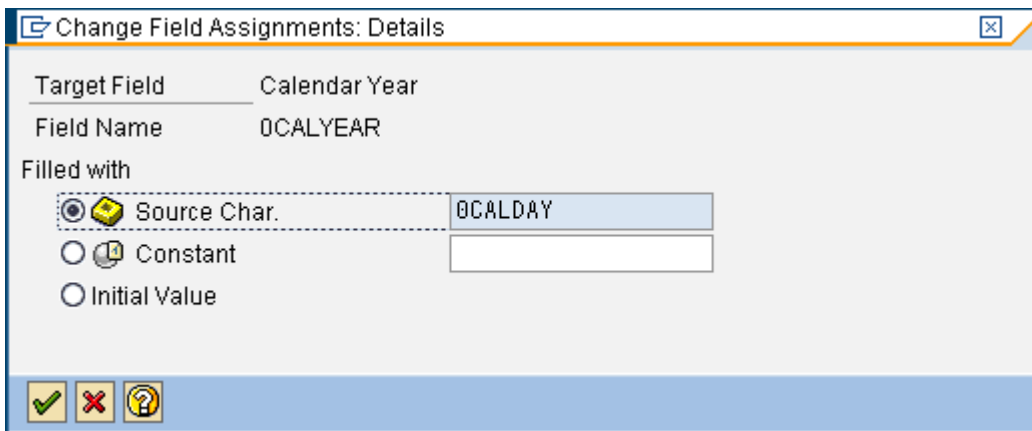 Change Field Assignments: Details
Target Field Calendar Year
Field Name 0CALYEAR
Filled with
Source Char. 0CALDAY
Constant
Initial Value